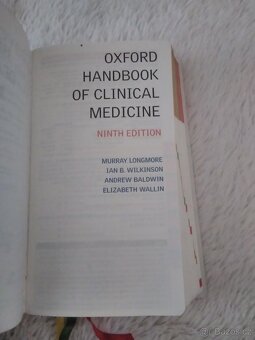 OXFORD
HANDBOOK
OF CLINICAL
MEDICINE
NINTH EDITION
MURRAY LONGMORE
IAN B. WILKINSON
ANDREW BALDWIN
ELIZABETH WALLIN